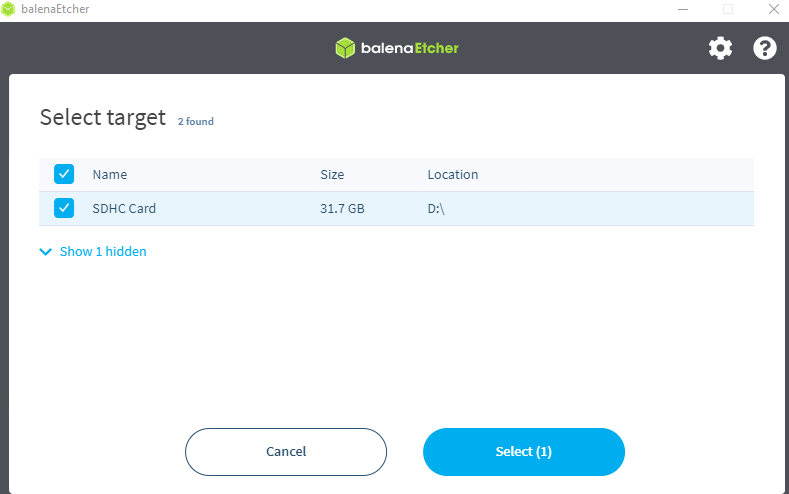 balenaEtcher
balenaEtcher
Select target 2 found
Name Size Location
SDHC Card 31.7 GB D:\
Show 1 hidden
Cancel Select (1)